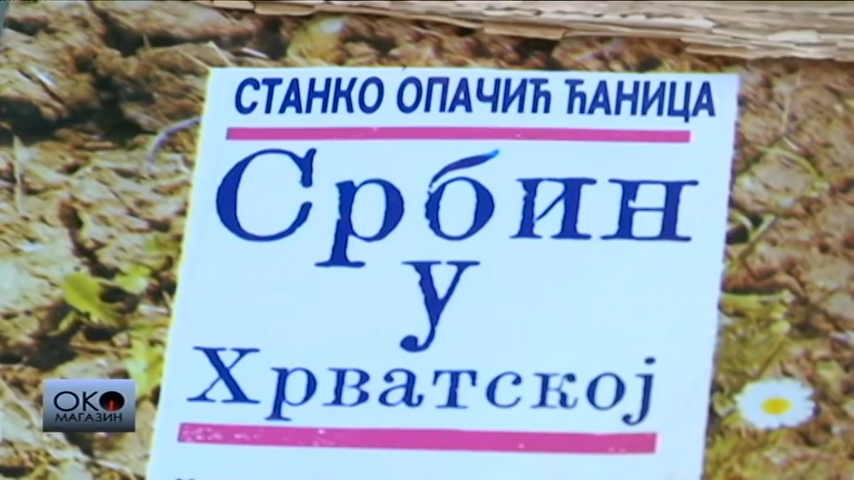 СТАНКО ОПАЧИЋ ЋАНИЦА
Србин
у
Хрватској
ОКО
МАГАЗИН